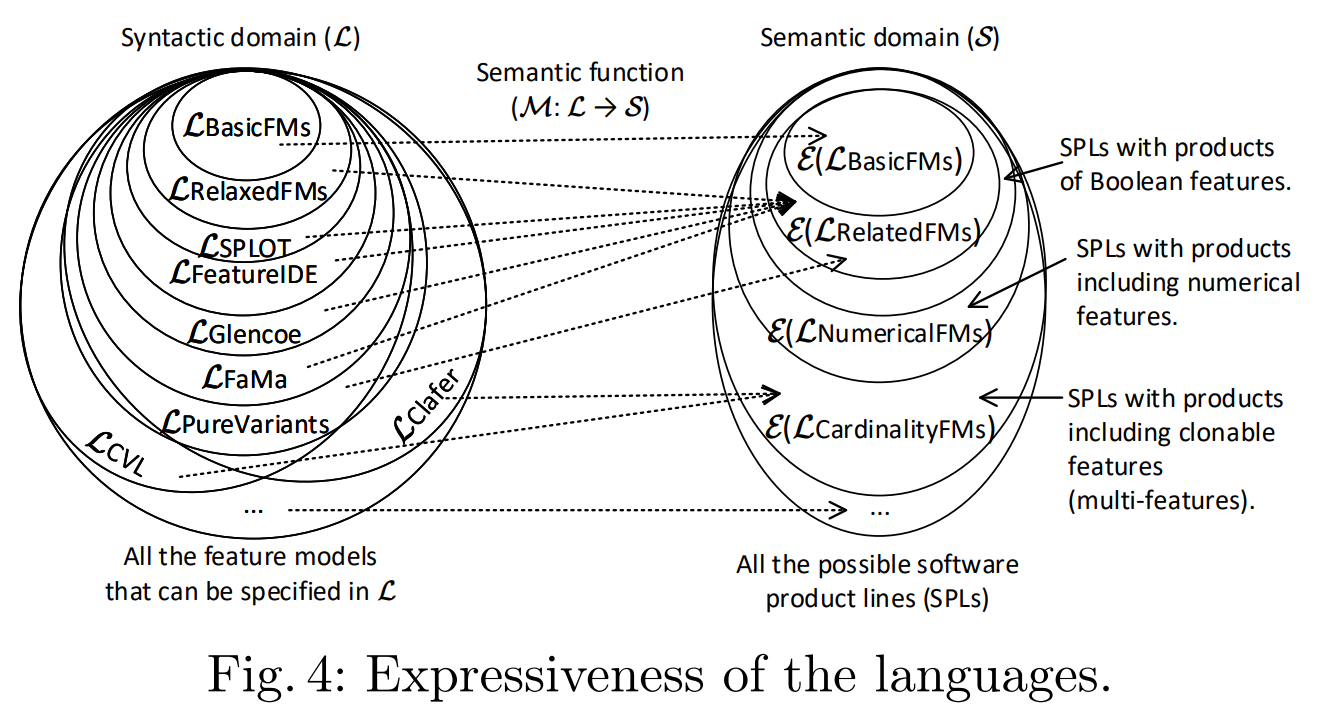 Syntactic domain (ℒ)
Semantic domain (𝒮)
Semantic function
(ℳ: ℒ → 𝒮)
ℒBasicFMs
ℒRelaxedFMs
ℒSPLOT
ℒFeatureIDE
ℒGlencoe
ℒFaMa
ℒPureVariants
ℒCVL
ℒClafer
...
All the feature models
that can be specified in ℒ
ℰ(ℒBasicFMs)
ℰ(ℒRelatedFMs)
ℰ(ℒNumericalFMs)
ℰ(ℒCardinalityFMs)
...
All the possible software
product lines (SPLs)
SPLs with products
of Boolean features.
SPLs with products
including numerical
features.
SPLs with products
including clonable
features
(multi-features).
Fig. 4: Expressiveness of the languages.